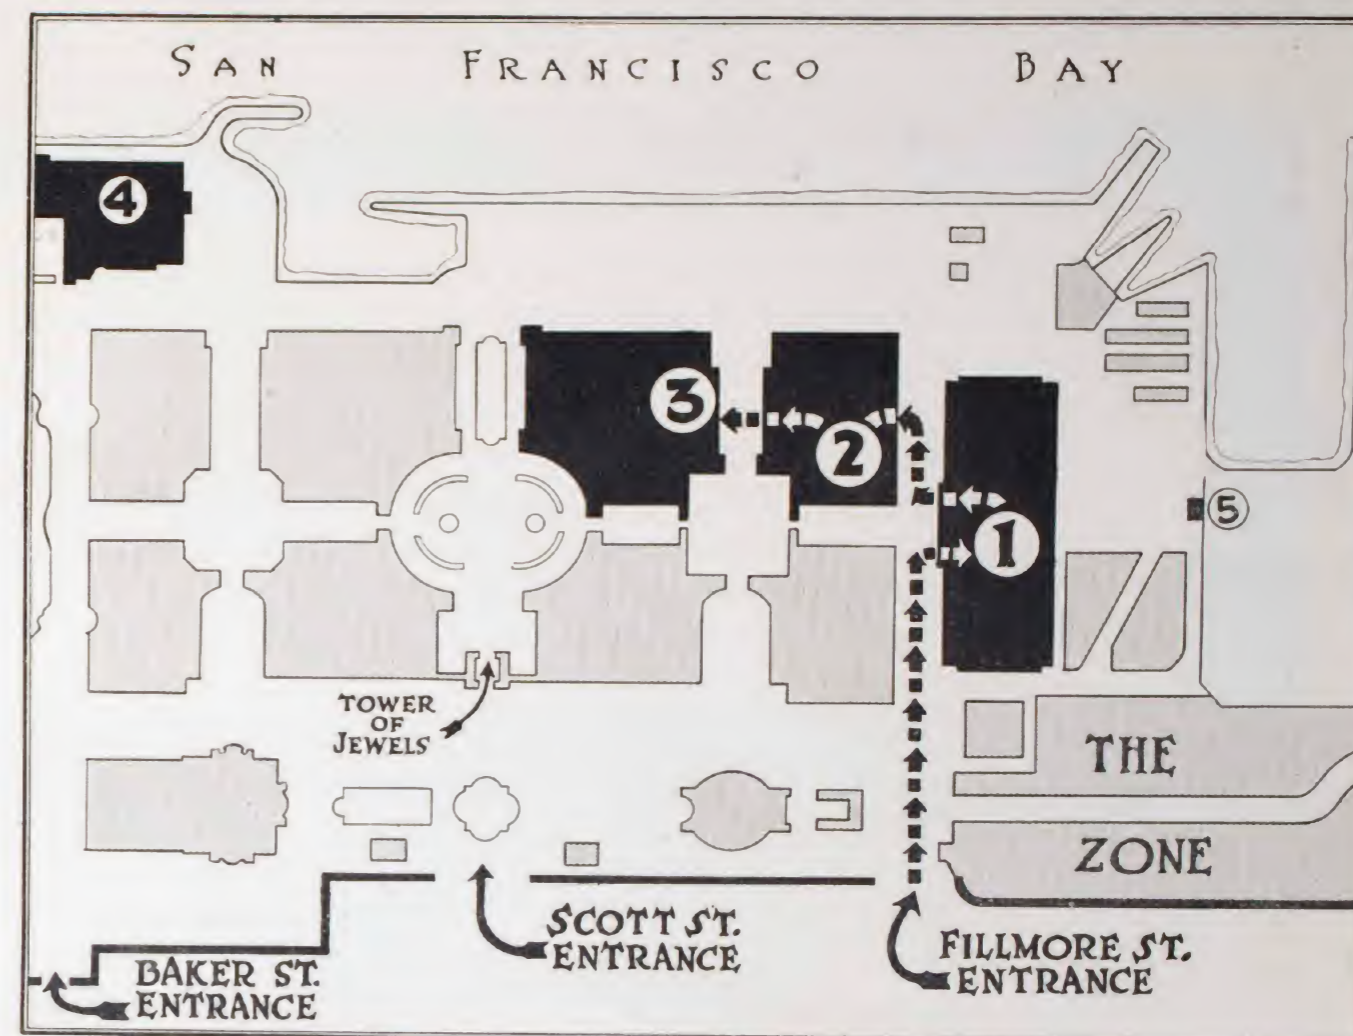 SAN FRANCISCO BAY
4
3
2
1
5
TOWER
OF
JEWELS
THE
ZONE
SCOTT ST.
ENTRANCE
FILLMORE ST.
ENTRANCE
BAKER ST.
ENTRANCE